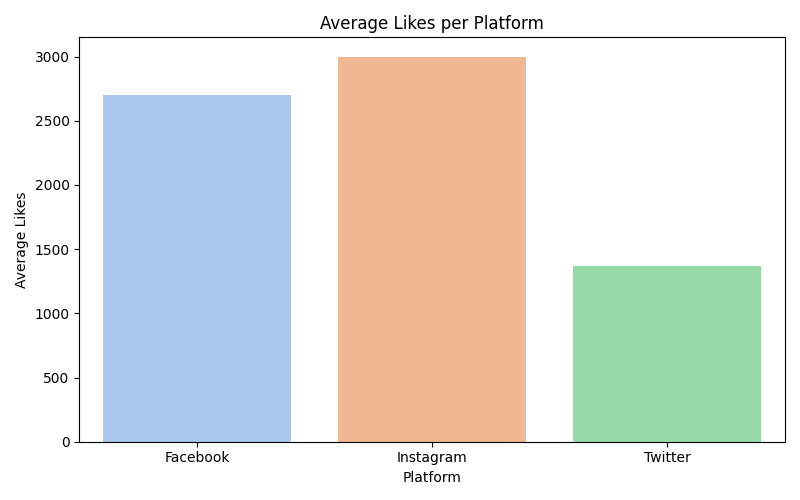 Average Likes per Platform
Average Likes
3000
2500
2000
1500
1000
500
0
Facebook
Instagram
Twitter
Platform